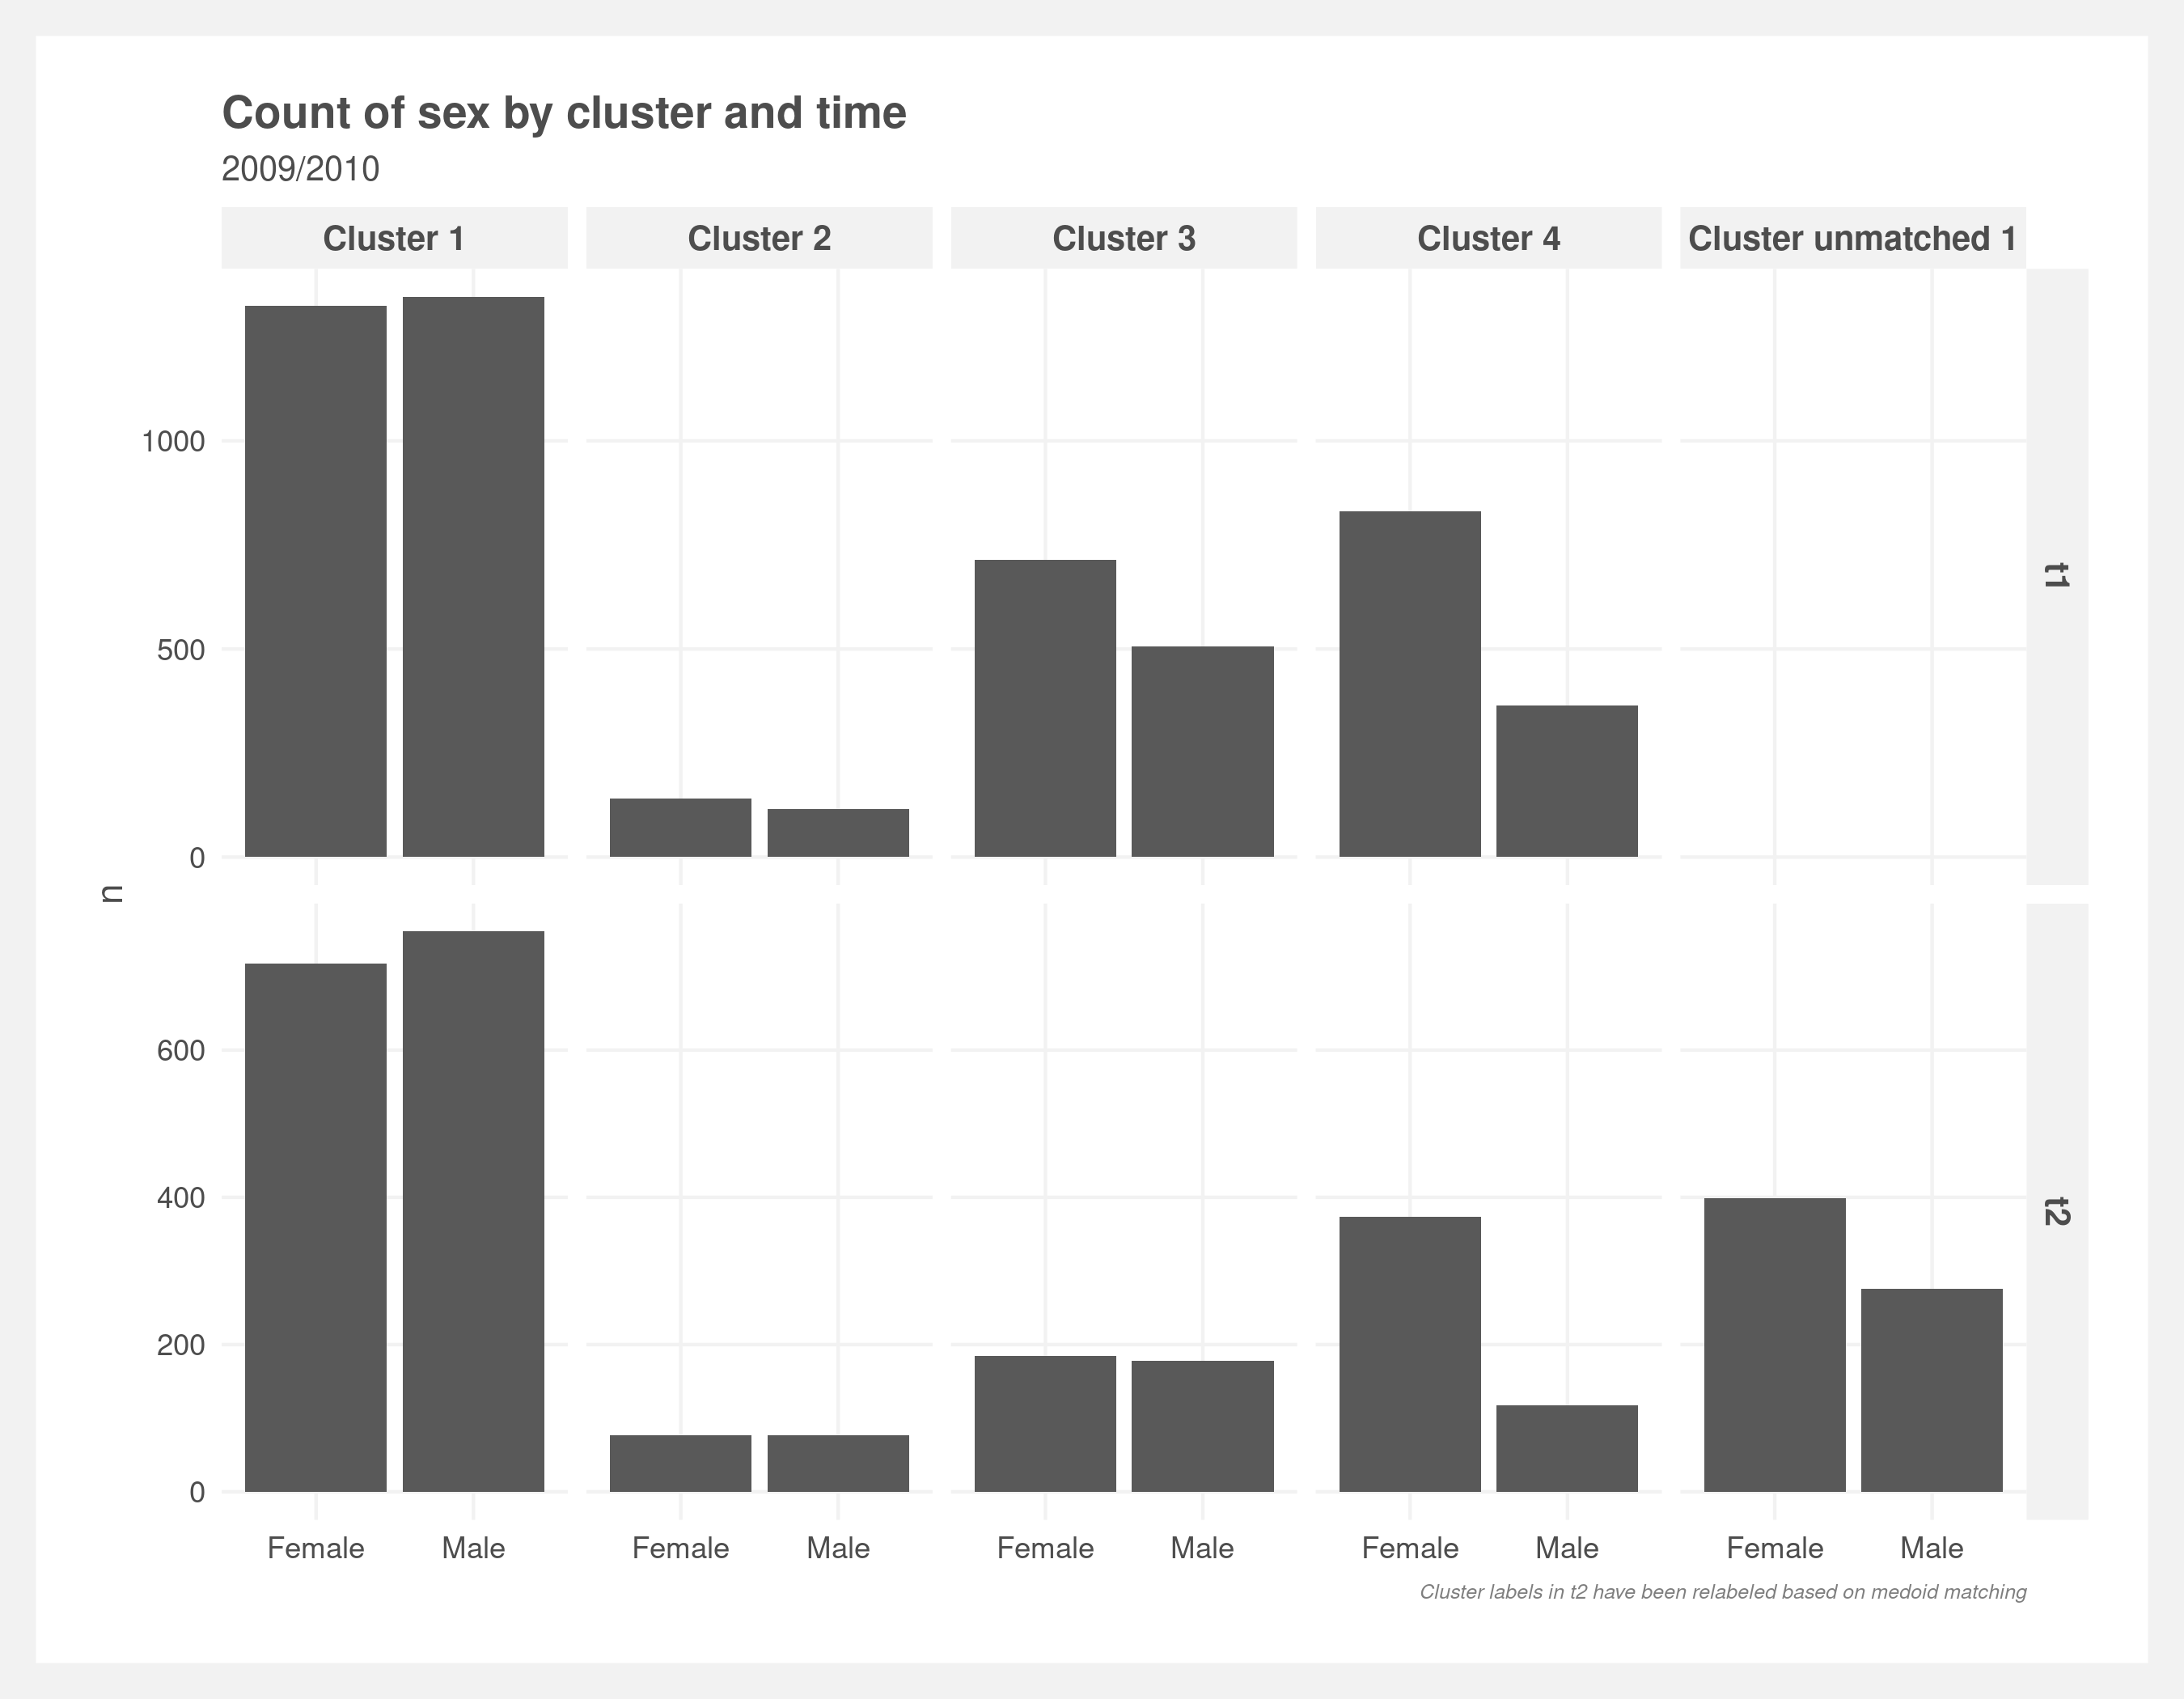 Count of sex by cluster and time
2009/2010
Cluster 1 Cluster 2 Cluster 3 Cluster 4 Cluster unmatched 1
1000
500
0
t1
n
600
400
200
0
t2
Female Male Female Male Female Male Female Male Female Male
Cluster labels in t2 have been relabeled based on medoid matching